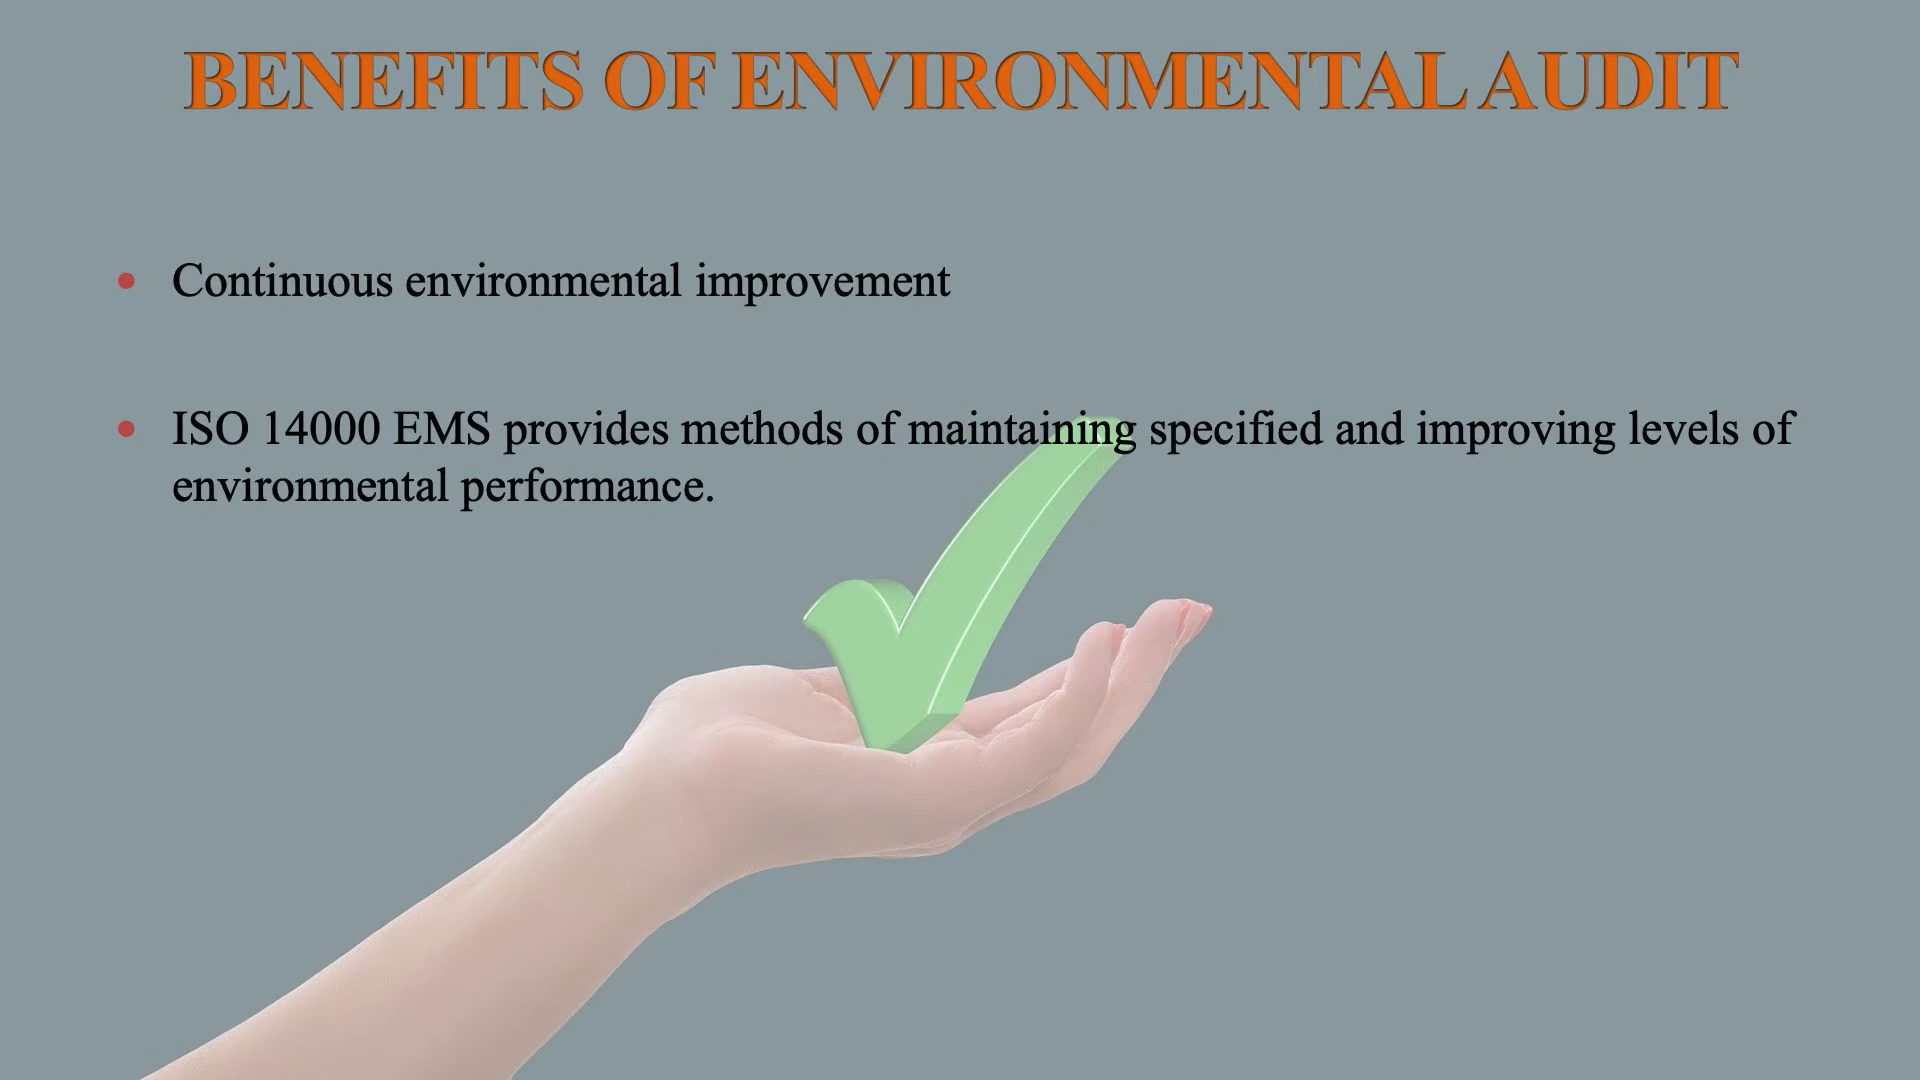 BENEFITS OF ENVIRONMENTAL AUDIT
• Continuous environmental improvement
• ISO 14000 EMS provides methods of maintaining specified and improving levels of
environmental performance.